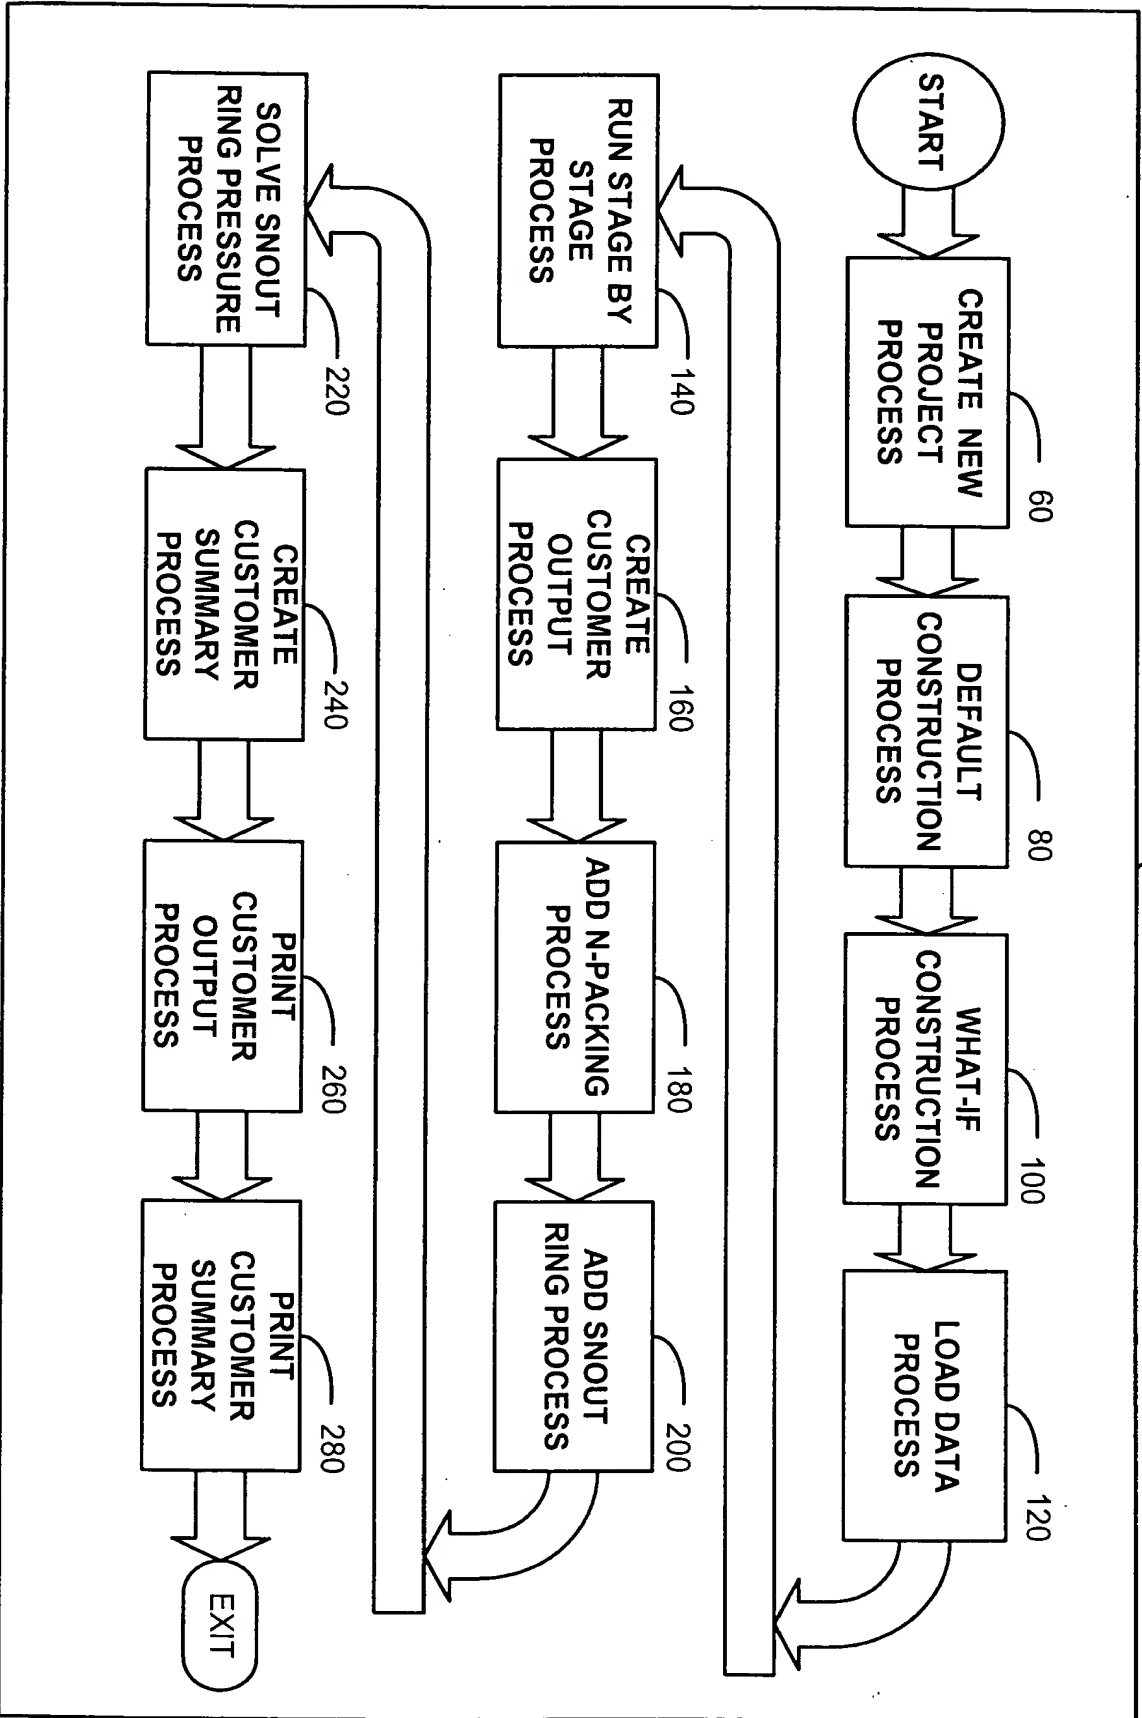 START
CREATE NEW
PROJECT
PROCESS
60
DEFAULT
CONSTRUCTION
PROCESS
80
WHAT-IF
CONSTRUCTION
PROCESS
100
LOAD DATA
PROCESS
120
RUN STAGE BY
STAGE
PROCESS
140
CREATE
CUSTOMER
OUTPUT
PROCESS
160
ADD N-PACKING
PROCESS
180
ADD SNOUT
RING PROCESS
200
SOLVE SNOUT
RING PRESSURE
PROCESS
220
CREATE
CUSTOMER
SUMMARY
PROCESS
240
PRINT
CUSTOMER
OUTPUT
PROCESS
260
PRINT
CUSTOMER
SUMMARY
PROCESS
280
EXIT